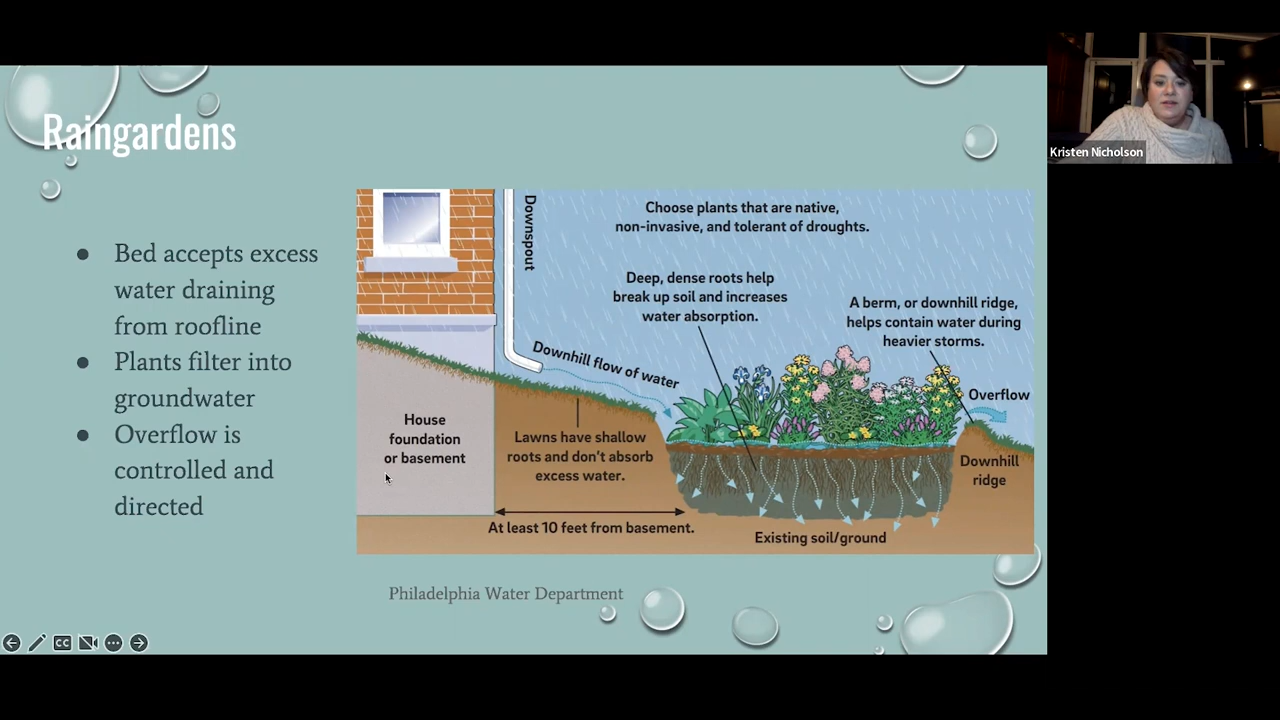 Raingardens
Kristen Nicholson
● Bed accepts excess
water draining
from roofline
● Plants filter into
groundwater
● Overflow is
controlled and
directed
Downspout
Choose plants that are native,
non-invasive, and tolerant of droughts.
Deep, dense roots help
break up soil and increases
water absorption.
A berm, or downhill ridge,
helps contain water during
heavier storms.
Downhill flow of water
Overflow
House
foundation
or basement
Lawns have shallow
roots and don't absorb
excess water.
Downhill
ridge
At least 10 feet from basement.
Existing soil/ground
Philadelphia Water Department
CC